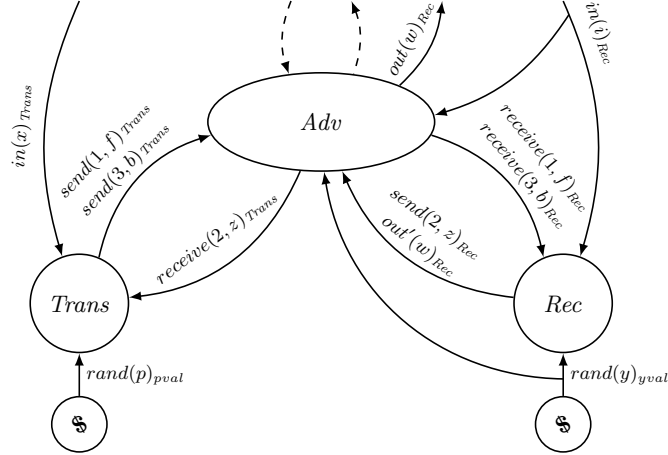 out(w)Rec
in(i)Rec
in(x)Trans
send(1, f)Trans
send(3, b)Trans
Adv
receive(1, f)Rec
receive(3, b)Rec
receive(2, z)Trans
send(2, z)Rec
out′(w)Rec
Trans
Rec
rand(p)pval
rand(y)yval
$
$